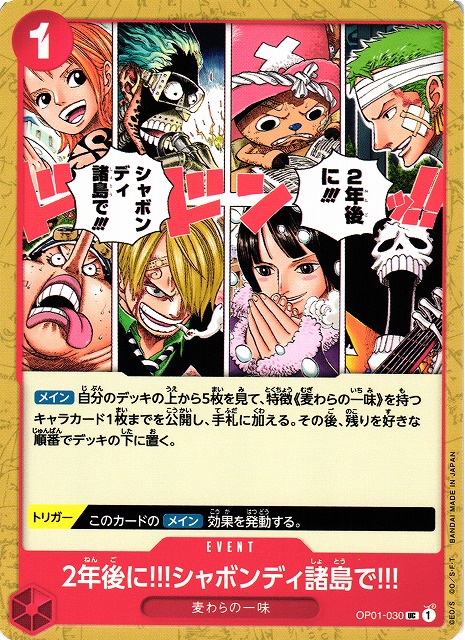 1
2年後に!!!
シャボンディ諸島で!!!
ドドン!!
メイン 自分のデッキの上から5枚を見て、特徴《麦わらの一味》を持つ
キャラカード1枚までを公開し、手札に加える。その後、残りを好きな
順番でデッキの下に置く。
トリガー このカードの メイン 効果を発動する。
EVENT
2年後に!!!シャボンディ諸島で!!!
麦わらの一味
OP01-030 UC 1
©E.O/S. ©O/S.F.T. BANDAI MADE IN JAPAN